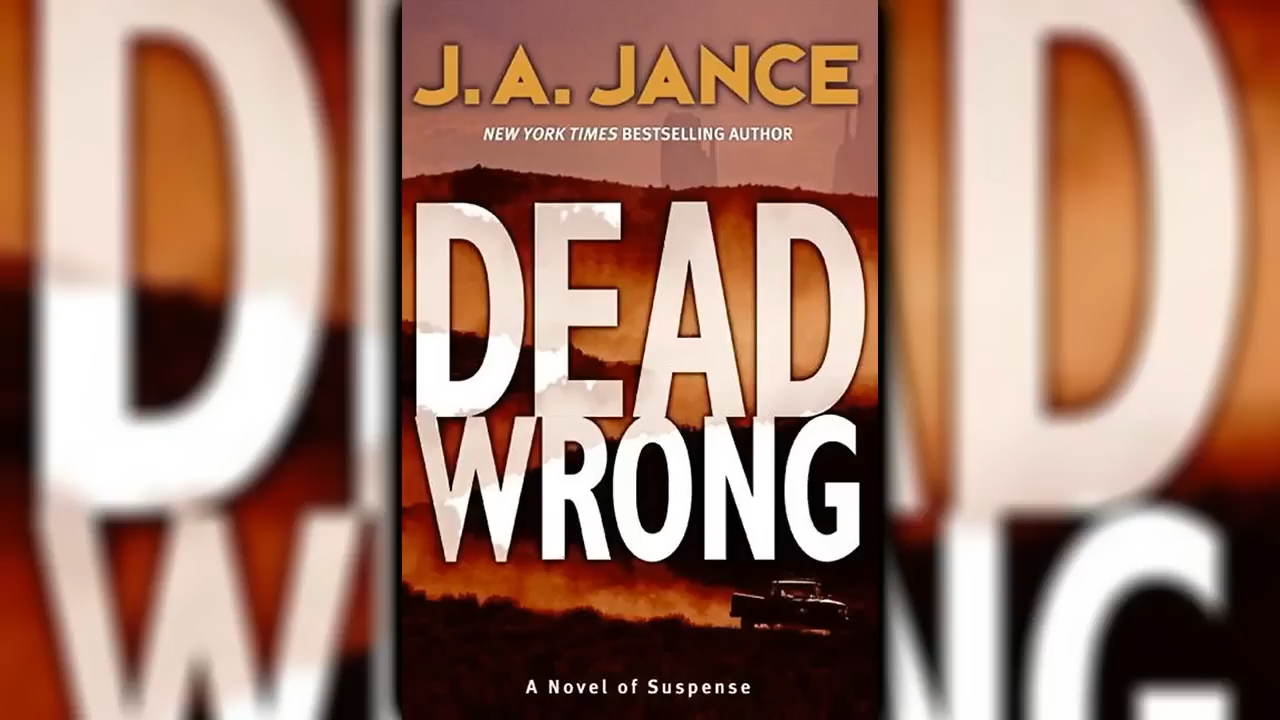 J.A. JANCE
NEW YORK TIMES BESTSELLING AUTHOR
DEAD
WRONG
A Novel of Suspense